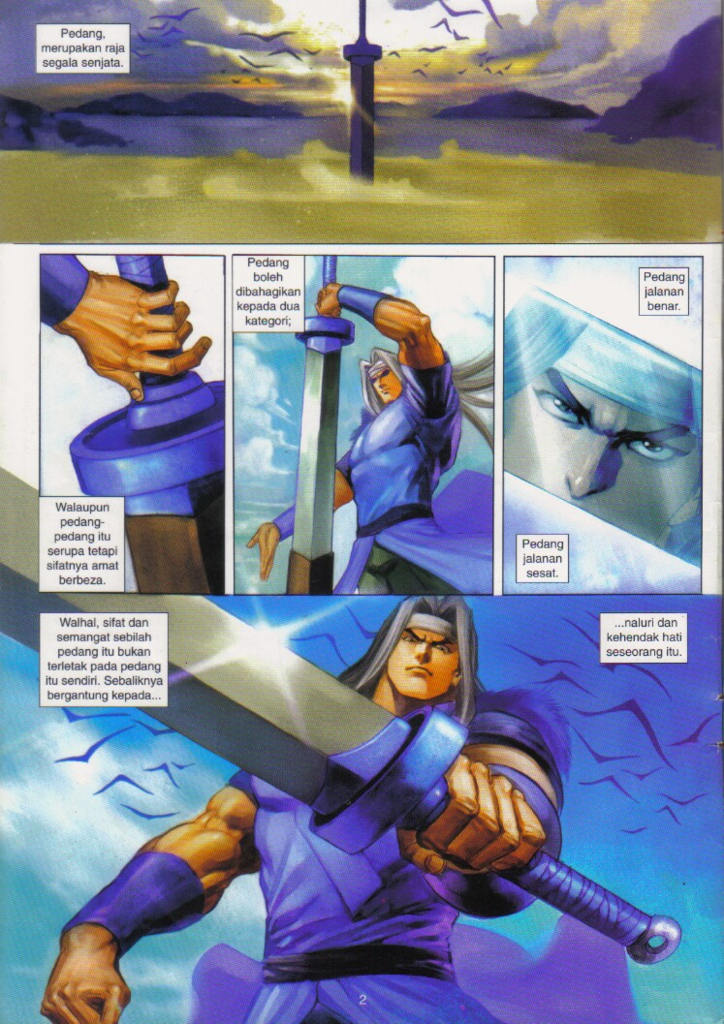 Pedang,
merupakan raja
segala senjata.
Pedang
boleh
dibahagikan
kepada dua
kategori;
Pedang
jalanan
benar.
Pedang
jalanan
sesat.
Walaupun
pedang-
pedang itu
serupa tetapi
sifatnya amat
berbeza.
Walhal, sifat dan
semangat sebilah
pedang itu bukan
terletak pada pedang
itu sendiri. Sebaliknya
bergantung kepada...
...naluri dan
kehendak hati
seseorang itu.
2